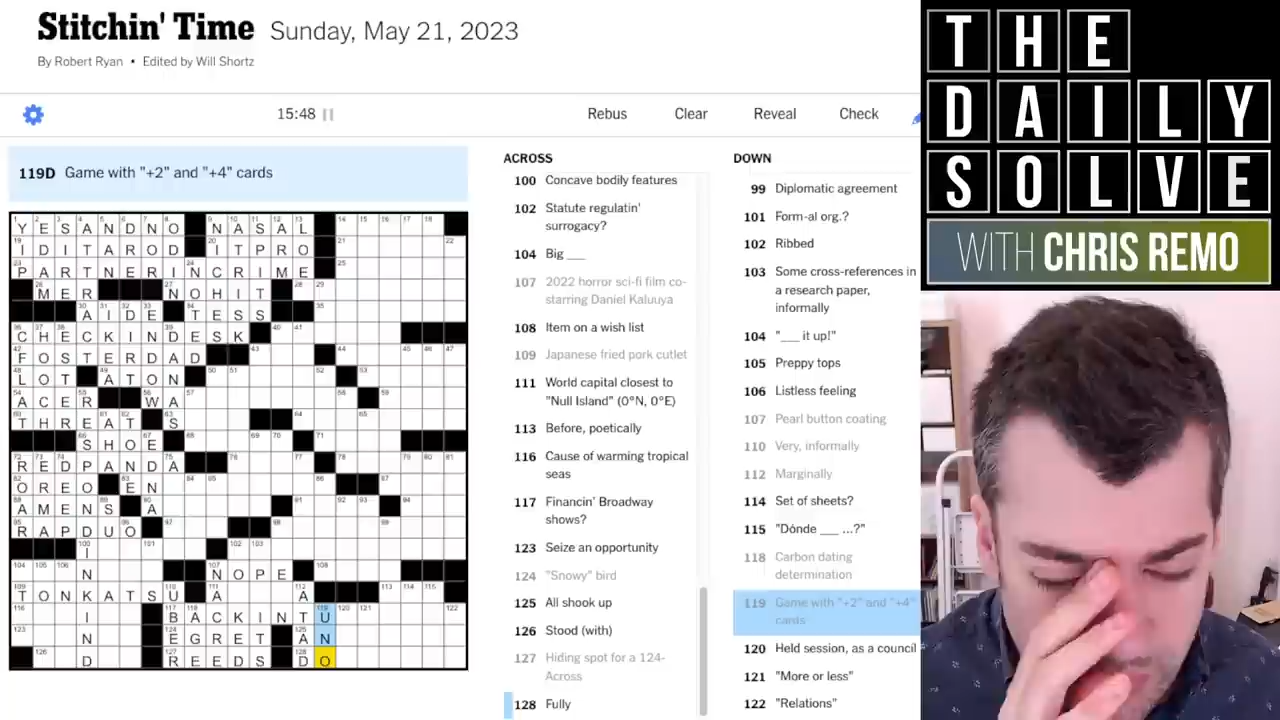 Stitchin' Time Sunday, May 21, 2023
By Robert Ryan • Edited by Will Shortz
15:48
Rebus Clear Reveal Check
119D Game with "+2" and "+4" cards
YESANDNO NASAL
IDITAROD ITPRO
PARTNERINCRIME
MER NOHIT
AIDE TESS
CHECKINDESK
FOSTERDAD
LOT ATON
ACER WA
THREAT S
SHOE
REDPANDA
OREO EN
AMENS A
RAPDUO
I
N NOPE
TONKATSU A A
I BACKINTU
N EGRET AN
D REEDS DO
ACROSS
100 Concave bodily features
102 Statute regulatin'
surrogacy?
104 Big ___
107 2022 horror sci-fi film co-
starring Daniel Kaluuya
108 Item on a wish list
109 Japanese fried pork cutlet
111 World capital closest to
"Null Island" (0°N, 0°E)
113 Before, poetically
116 Cause of warming tropical
seas
117 Financin' Broadway
shows?
123 Seize an opportunity
124 "Snowy" bird
125 All shook up
126 Stood (with)
127 Hiding spot for a 124-
Across
128 Fully
DOWN
99 Diplomatic agreement
101 Form-al org.?
102 Ribbed
103 Some cross-references in
a research paper,
informally
104 "___ it up!"
105 Preppy tops
106 Listless feeling
107 Pearl button coating
110 Very, informally
112 Marginally
114 Set of sheets?
115 "Dónde ___ ...?"
118 Carbon dating
determination
119 Game with "+2" and "+4"
cards
120 Held session, as a council
121 "More or less"
122 "Relations"
THE
DAILY
SOLVE
WITH CHRIS REMO